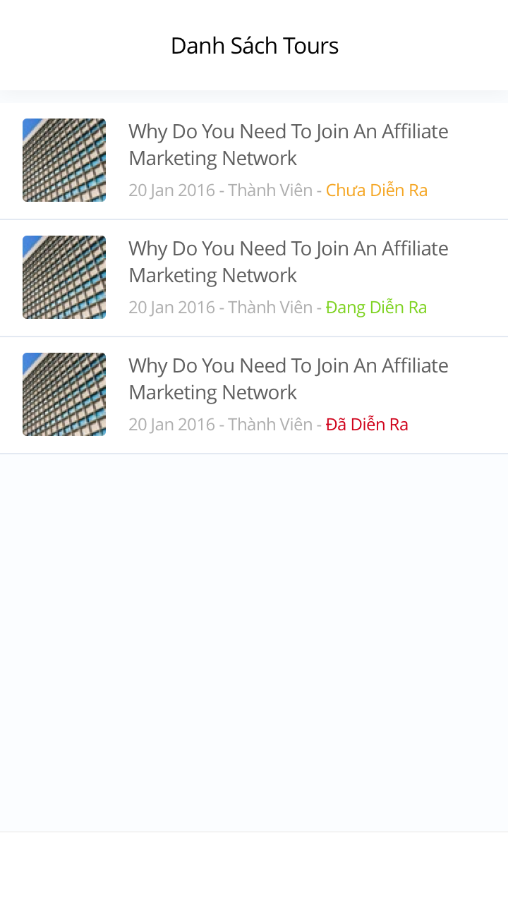 Danh Sách Tours
Why Do You Need To Join An Affiliate
Marketing Network
20 Jan 2016 - Thành Viên - Chưa Diễn Ra
Why Do You Need To Join An Affiliate
Marketing Network
20 Jan 2016 - Thành Viên - Đang Diễn Ra
Why Do You Need To Join An Affiliate
Marketing Network
20 Jan 2016 - Thành Viên - Đã Diễn Ra